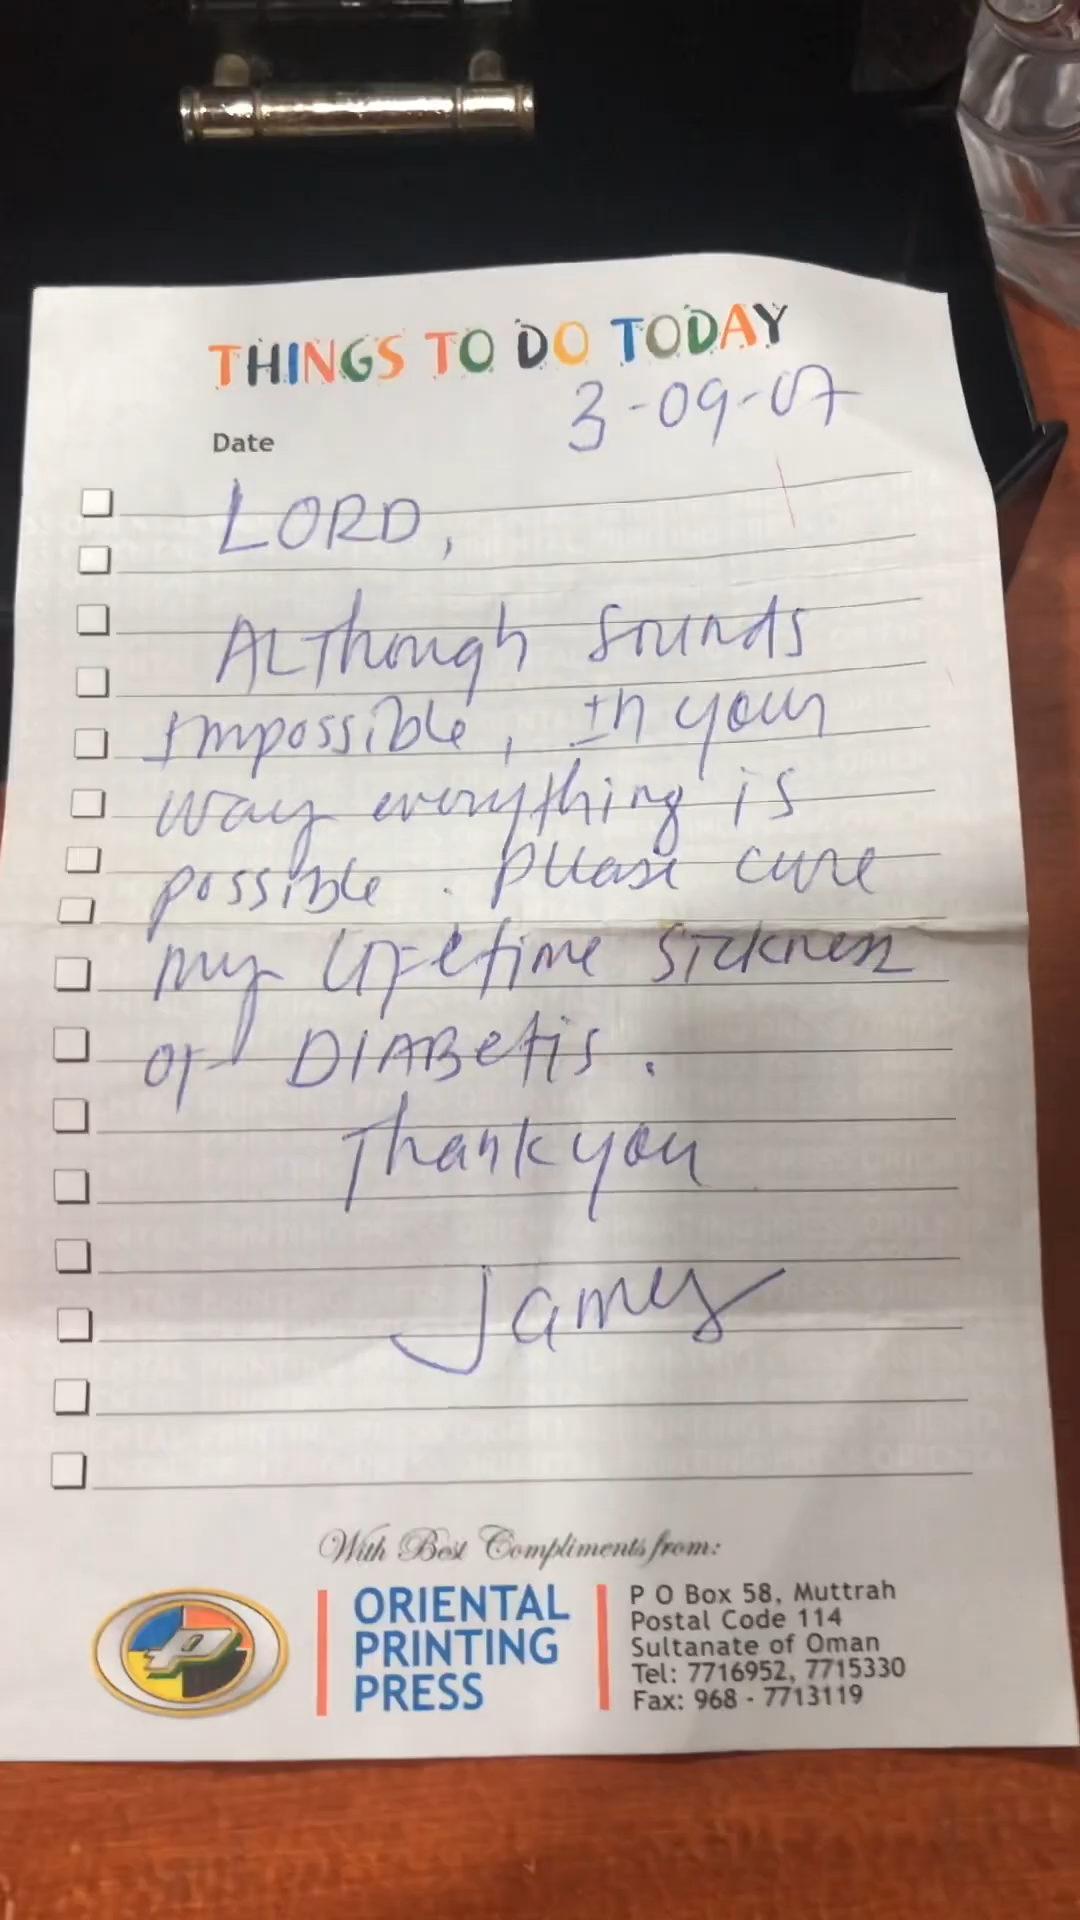 THINGS TO DO TODAY
3-09-07
Date
LORD,
ALthough sounds
Impossible, In your
way everything is
possible. please cure
my Lifetime Sickness
of DIABetis.
Thank you
James
With Best Compliments from:
ORIENTAL
PRINTING
PRESS
P O Box 58, Muttrah
Postal Code 114
Sultanate of Oman
Tel: 7716952, 7715330
Fax: 968 - 7713119